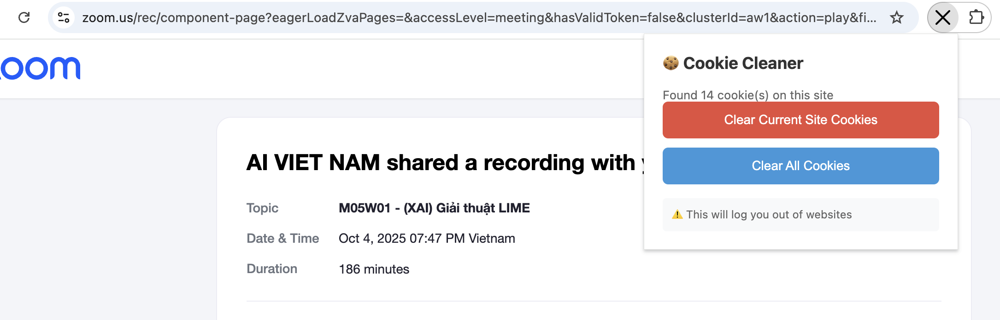 zoom.us/rec/component-page?eagerLoadZvaPages=&accessLevel=meeting&hasValidToken=false&clusterId=aw1&action=play&fi...
oom
🍪 Cookie Cleaner
Found 14 cookie(s) on this site
Clear Current Site Cookies
Clear All Cookies
⚠️ This will log you out of websites
AI VIET NAM shared a recording with
Topic M05W01 - (XAI) Giải thuật LIME
Date & Time Oct 4, 2025 07:47 PM Vietnam
Duration 186 minutes